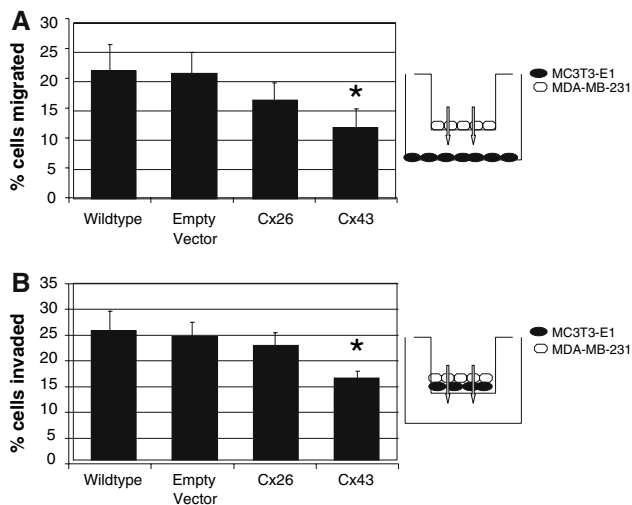 A
% cells migrated
30
25
20
15
10
5
0
Wildtype
Empty
Vector
Cx26
Cx43
*
MC3T3-E1
MDA-MB-231
B
% cells invaded
35
30
25
20
15
10
5
0
Wildtype
Empty
Vector
Cx26
Cx43
*
MC3T3-E1
MDA-MB-231